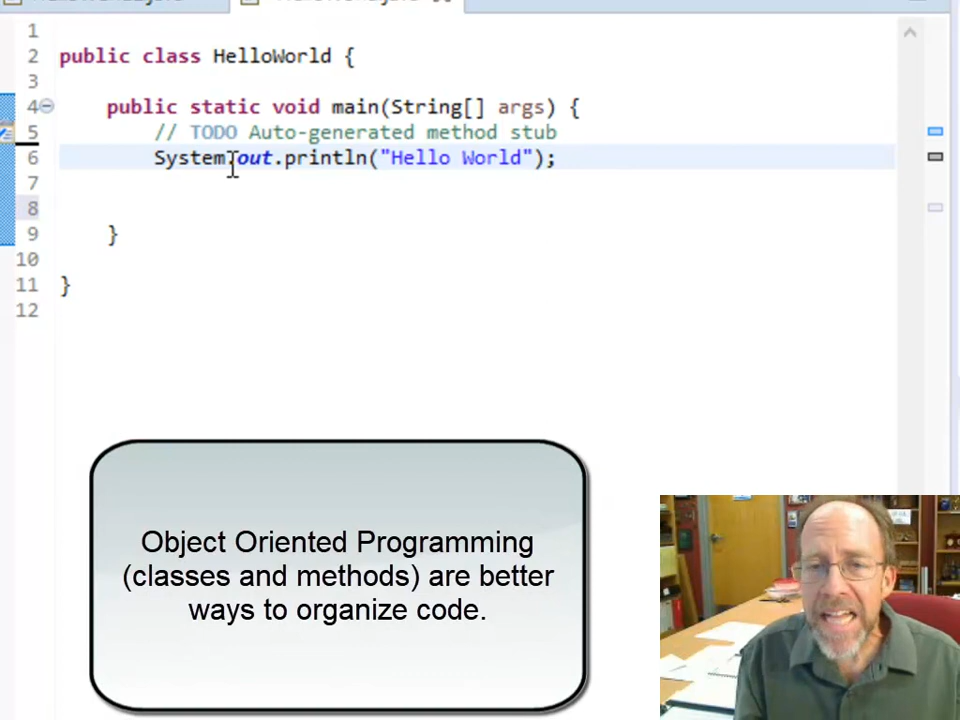 1
2 public class HelloWorld {
3
4 public static void main(String[] args) {
5 // TODO Auto-generated method stub
6 System.out.println("Hello World");
7
8
9 }
10
11 }
12
Object Oriented Programming
(classes and methods) are better
ways to organize code.